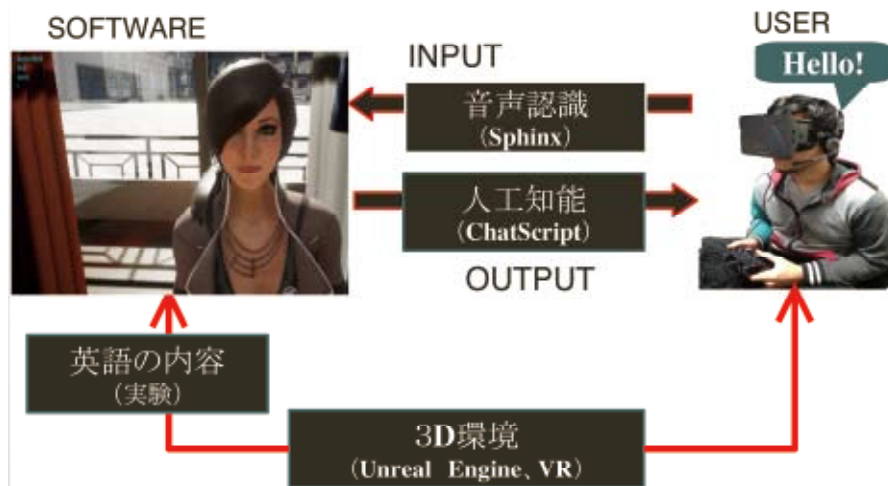 SOFTWARE
USER
INPUT
Hello!
音声認識
(Sphinx)
人工知能
(ChatScript)
OUTPUT
英語の内容
(実験)
3D環境
(Unreal Engine、VR)